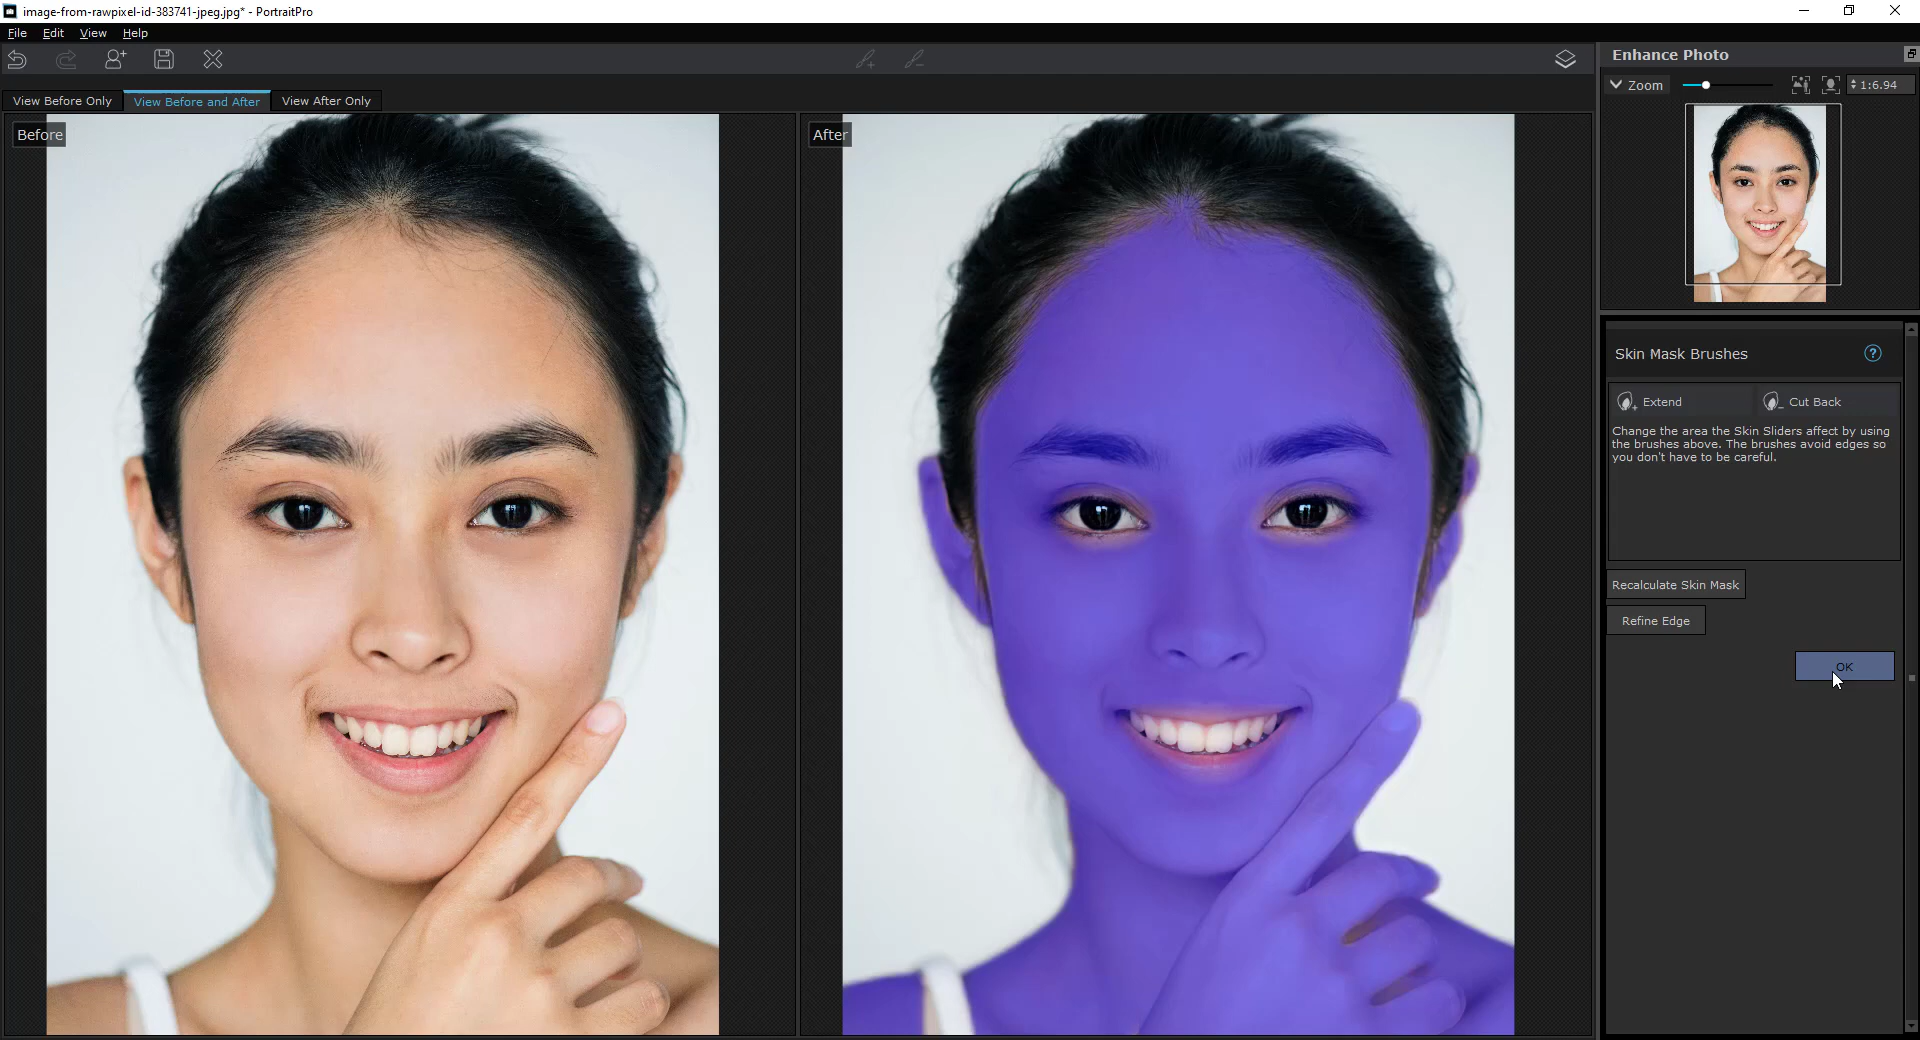 image-from-rawpixel-id-383741-jpeg.jpg* - PortraitPro
File Edit View Help
Enhance Photo
View Before Only View Before and After View After Only
Zoom 1:6.94
Before
After
Skin Mask Brushes ?
Extend Cut Back
Change the area the Skin Sliders affect by using
the brushes above. The brushes avoid edges so
you don't have to be careful.
Recalculate Skin Mask
Refine Edge
OK